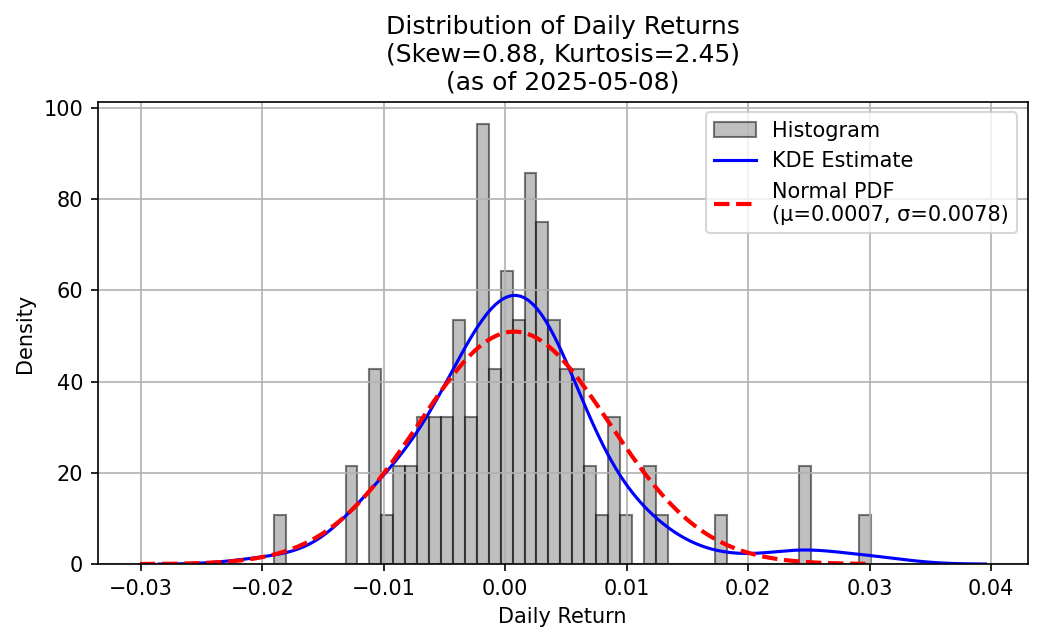 Distribution of Daily Returns
(Skew=0.88, Kurtosis=2.45)
(as of 2025-05-08)
100
80
60
40
20
0
Density
Histogram
KDE Estimate
Normal PDF
(μ=0.0007, σ=0.0078)
−0.03 −0.02 −0.01 0.00 0.01 0.02 0.03 0.04
Daily Return